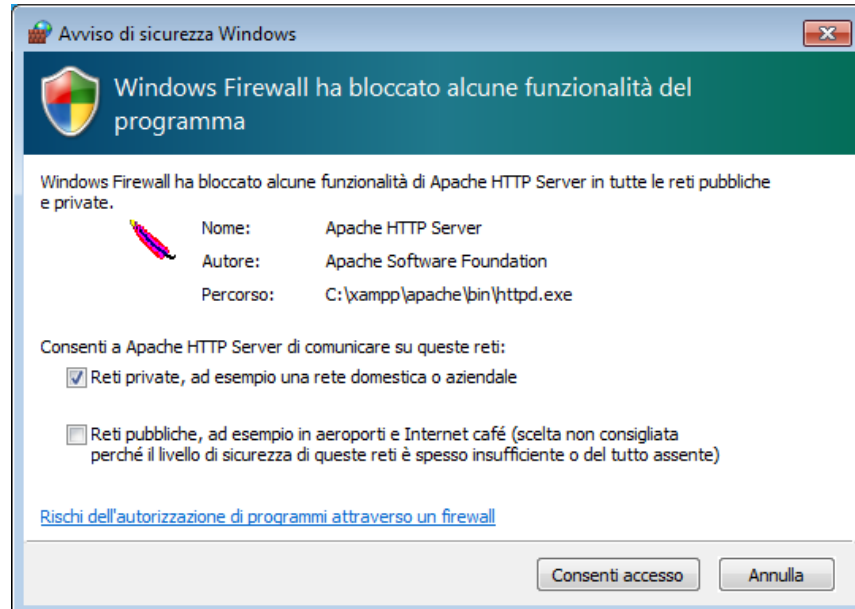 Avviso di sicurezza Windows
Windows Firewall ha bloccato alcune funzionalità del
programma
Windows Firewall ha bloccato alcune funzionalità di Apache HTTP Server in tutte le reti pubbliche
e private.
Nome: Apache HTTP Server
Autore: Apache Software Foundation
Percorso: C:\xampp\apache\bin\httpd.exe
Consenti a Apache HTTP Server di comunicare su queste reti:
Reti private, ad esempio una rete domestica o aziendale
Reti pubbliche, ad esempio in aeroporti e Internet café (scelta non consigliata
perché il livello di sicurezza di queste reti è spesso insufficiente o del tutto assente)
Rischi dell'autorizzazione di programmi attraverso un firewall
Consenti accesso Annulla